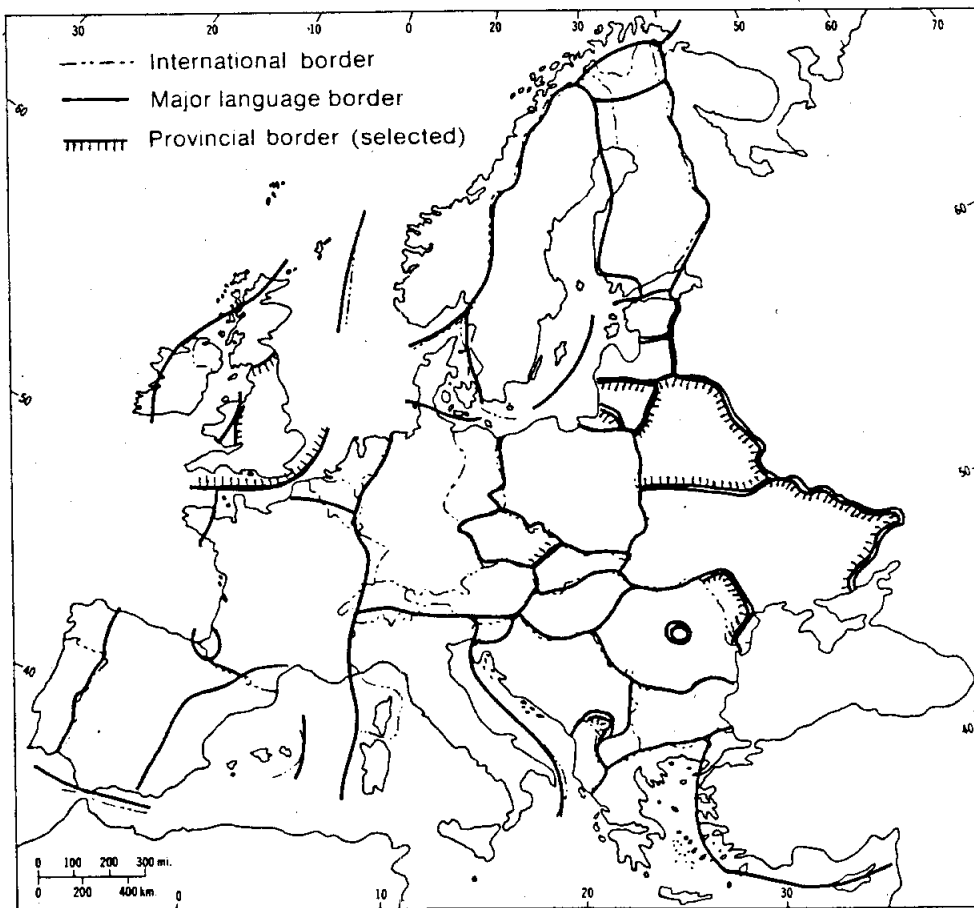 30 20 10 0 10 20 30 40 50 60 70
International border
60
Major language border
Provincial border (selected)
60
50
50
40
40
0 100 200 300 mi.
0 200 400 km.
0 10 20 30